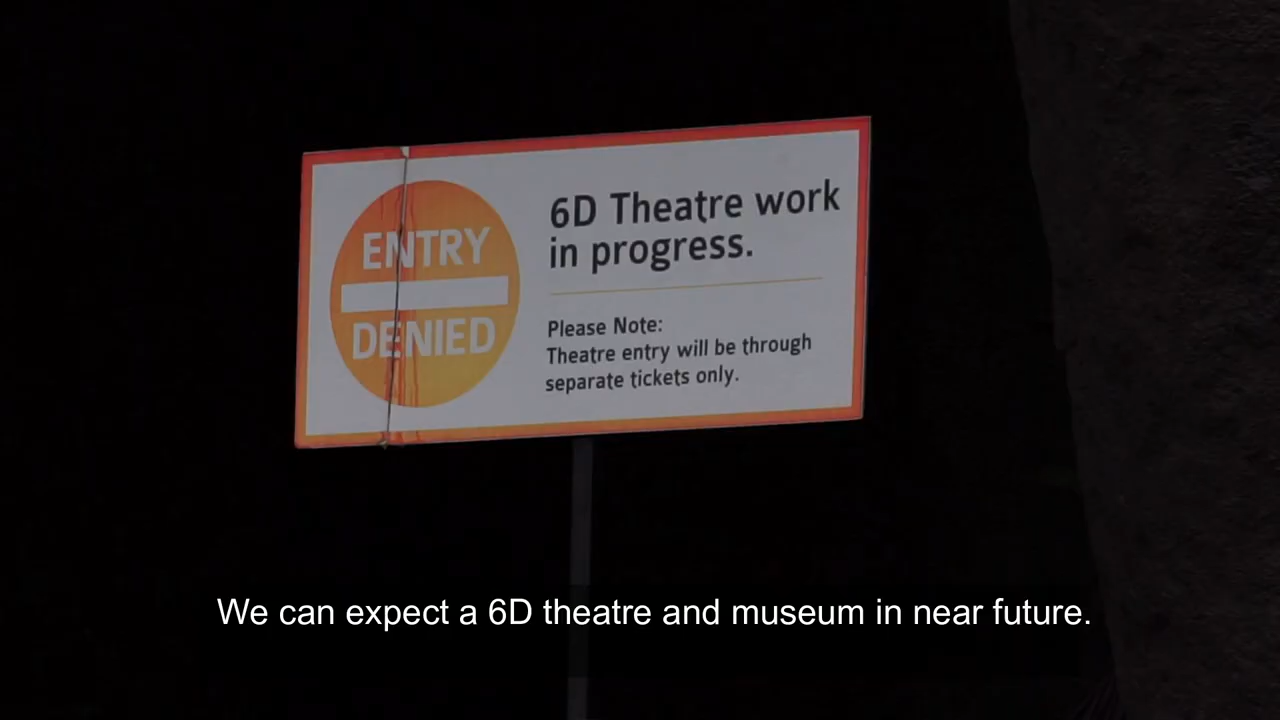 ENTRY
DENIED
6D Theatre work
in progress.
Please Note:
Theatre entry will be through
separate tickets only.
We can expect a 6D theatre and museum in near future.